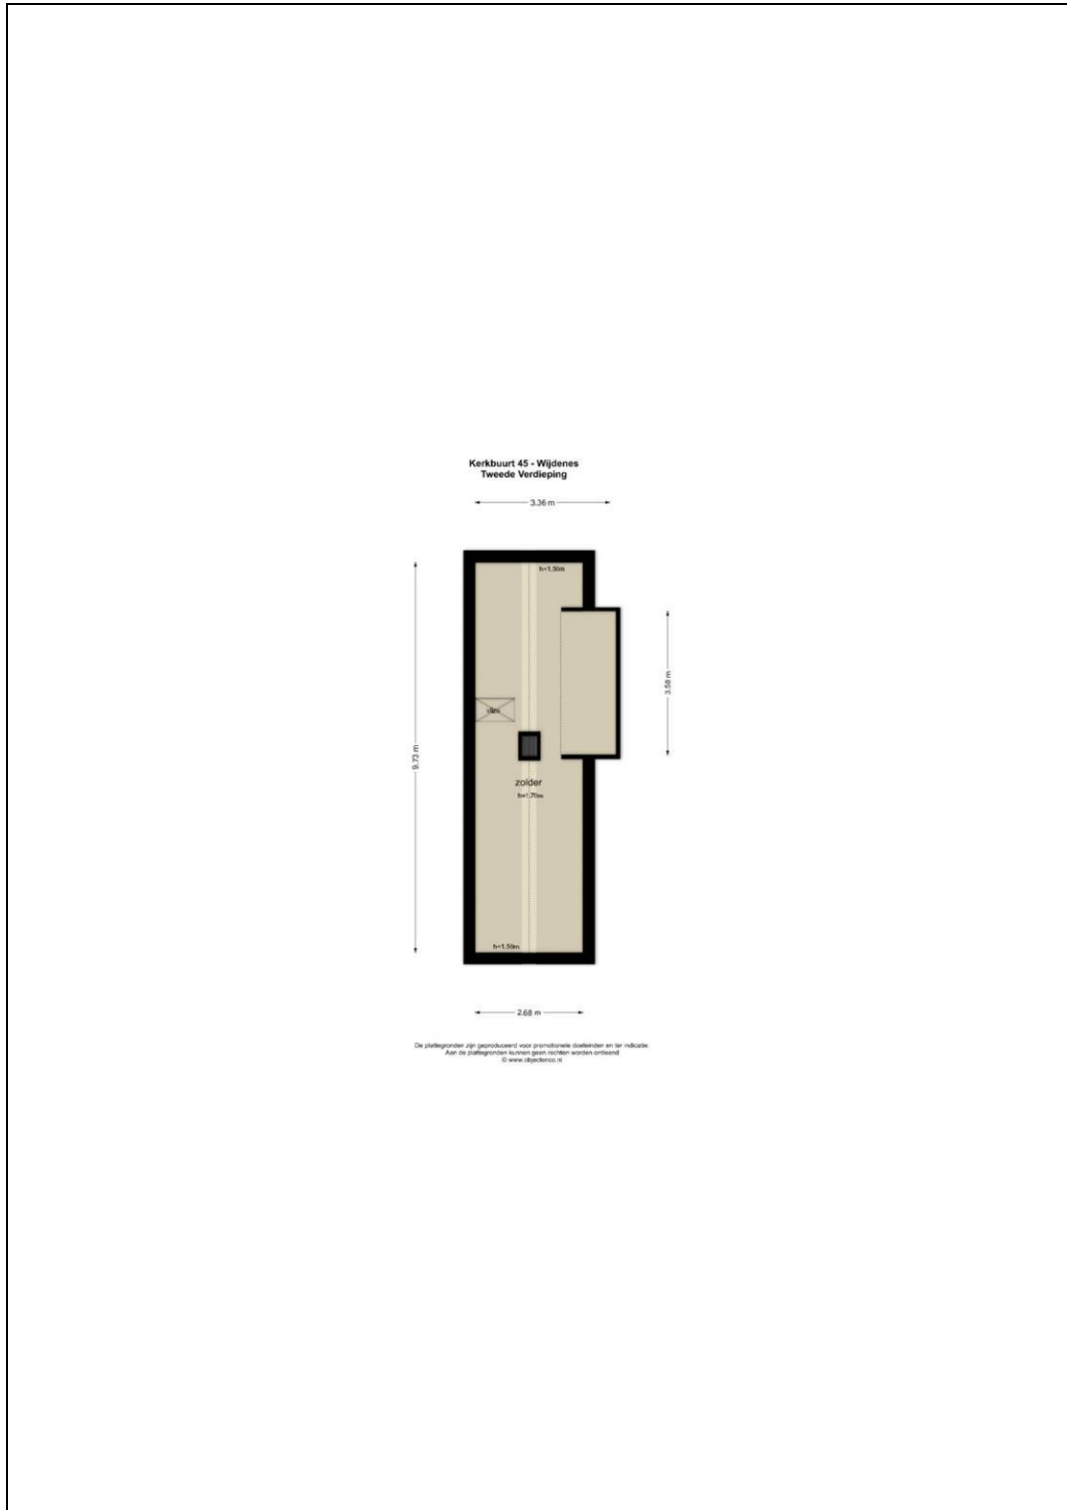 Kerkbuurt 45 - Wijdenes
Tweede Verdieping
3.36 m
h<1.50m
3.58 m
9.73 m
zolder
h=1.70m
h<1.50m
2.68 m
De plattegronden zijn geproduceerd voor promotionele doeleinden en ter indicatie.
Aan de plattegronden kunnen geen rechten worden ontleend
© www.objectenco.nl